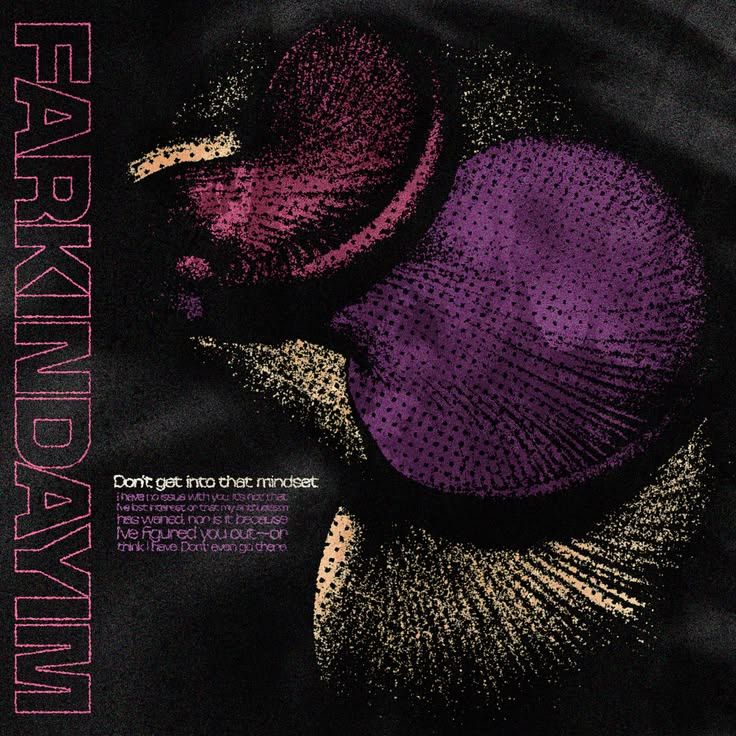 FARKINDAYIM
Don't get into that mindset
I have no issue with you. It's not that
I've lost interest, or that my enthusiasm
has waned, nor is it because
I've figured you out—or
think I have. Don't even go there.